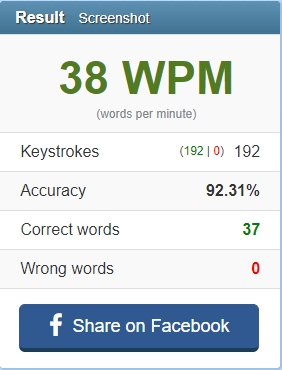 Result Screenshot
38 WPM
(words per minute)
Keystrokes (192 | 0) 192
Accuracy 92.31%
Correct words 37
Wrong words 0
Share on Facebook